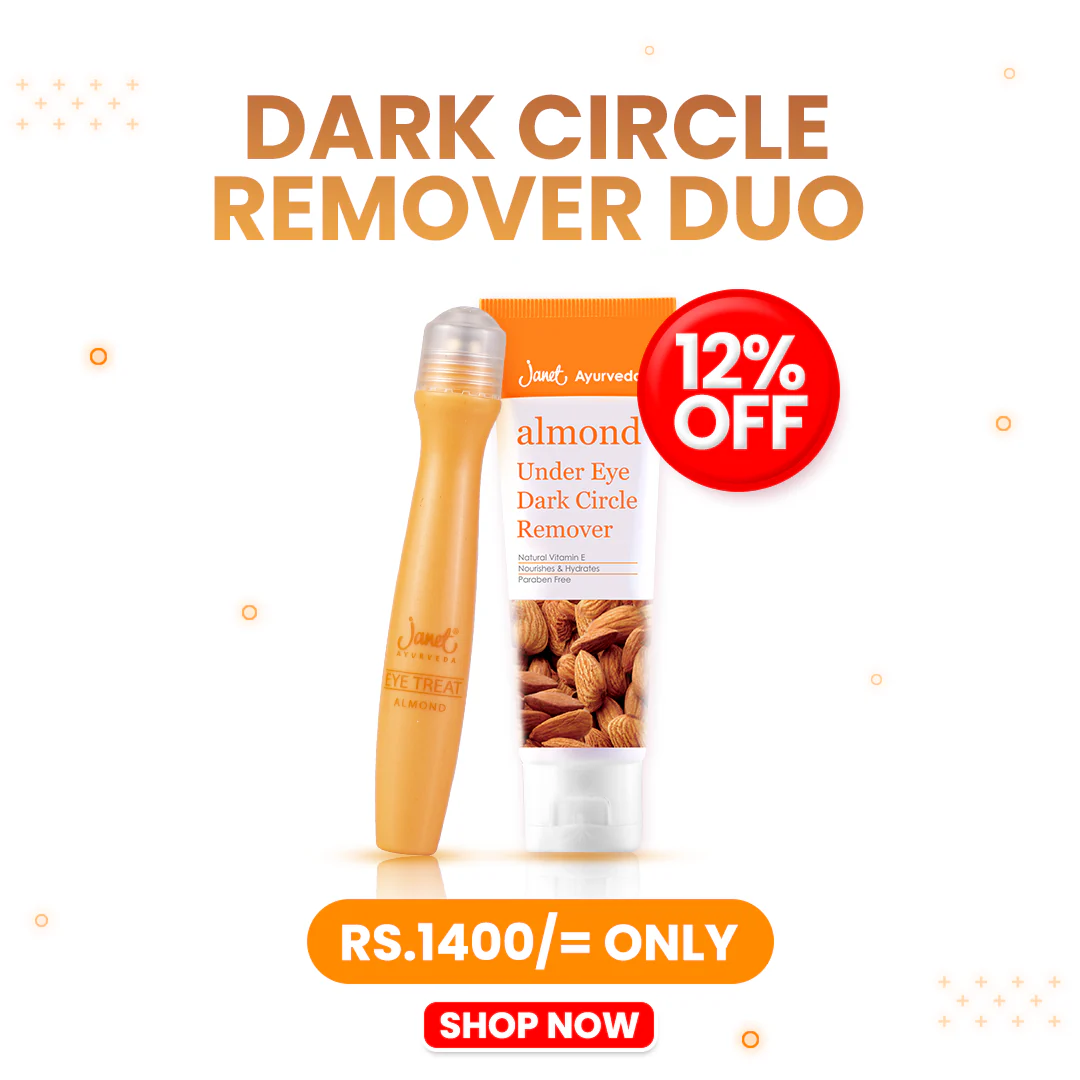 DARK CIRCLE
REMOVER DUO
12%
OFF
Janet Ayurveda
almond
Under Eye
Dark Circle
Remover
Natural Vitamin E
Nourishes & Hydrates
Paraben Free
Janet®
AYURVEDA
EYE TREAT
ALMOND
RS.1400/= ONLY
SHOP NOW